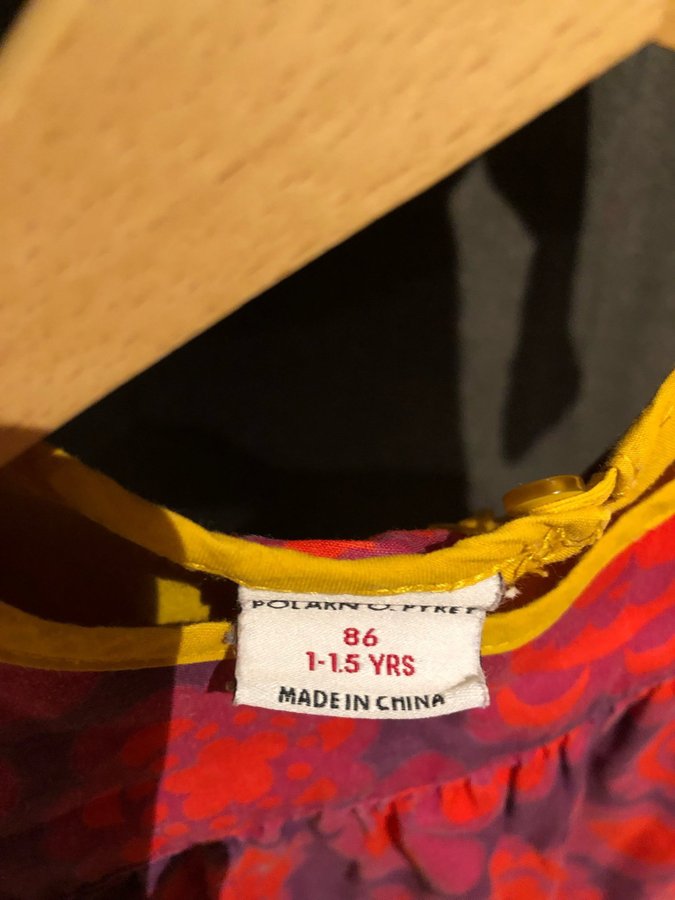 POLARN O. PYRET
86
1-1.5 YRS
MADE IN CHINA